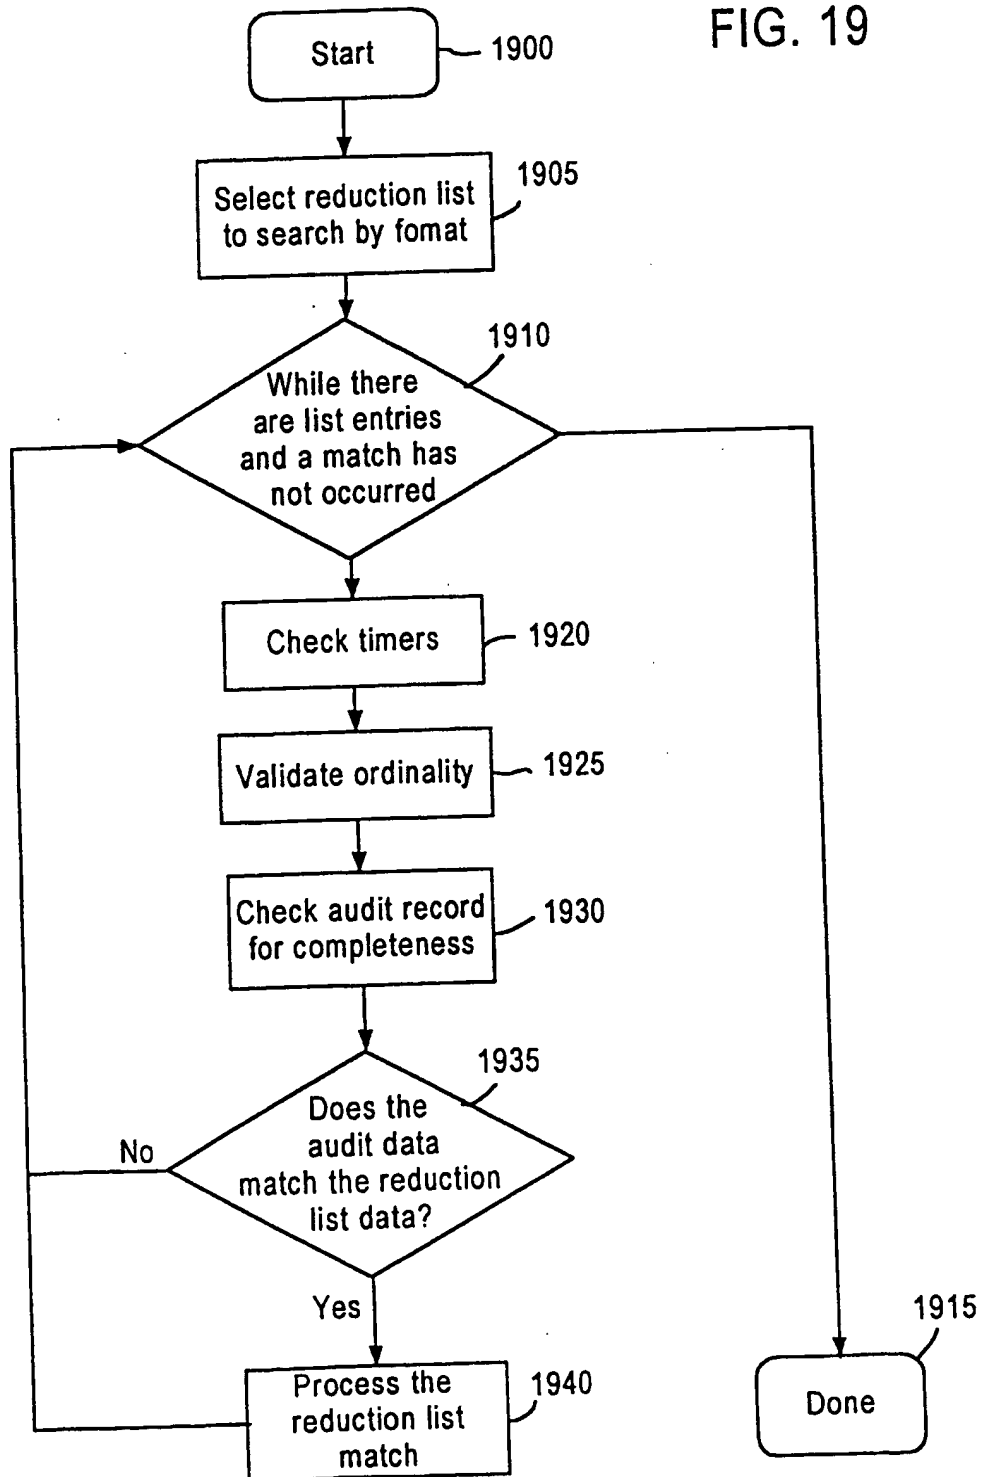 FIG. 19
Start
1900
Select reduction list
to search by fomat
1905
While there
are list entries
and a match has
not occurred
1910
Check timers
1920
Validate ordinality
1925
Check audit record
for completeness
1930
Does the
audit data
match the reduction
list data?
1935
No
Yes
Process the
reduction list
match
1940
Done
1915